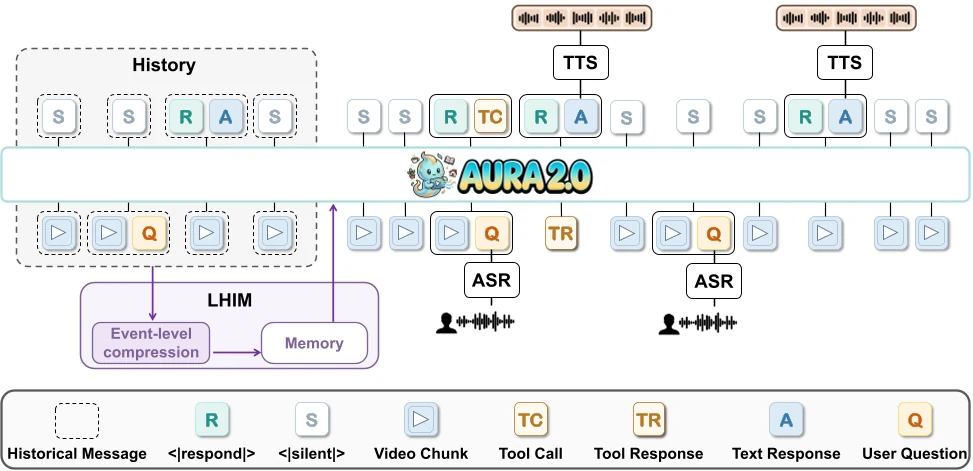 TTS
TTS
History
S
S
R
A
S
S
S
R
TC
R
A
S
S
S
R
A
S
S
AURA2.0
Q
Q
TR
Q
ASR
ASR
LHIM
Event-level
compression
Memory
R
S
TC
TR
A
Q
Historical Message
<|respond|>
<|silent|>
Video Chunk
Tool Call
Tool Response
Text Response
User Question